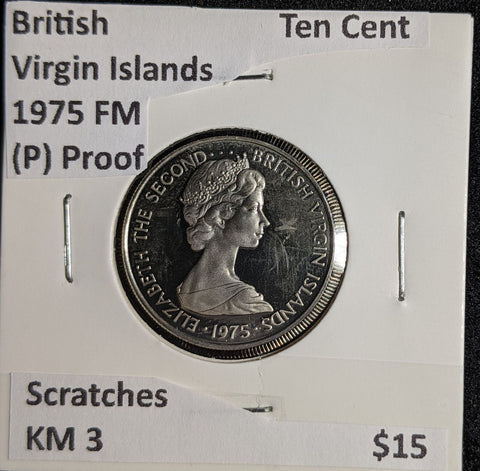 British
Virgin Islands
1975 FM
(P) Proof
Ten Cent
ELIZABETH THE SECOND.... BRITISH VIRGIN ISLANDS
·1975·
Scratches
KM 3
$15